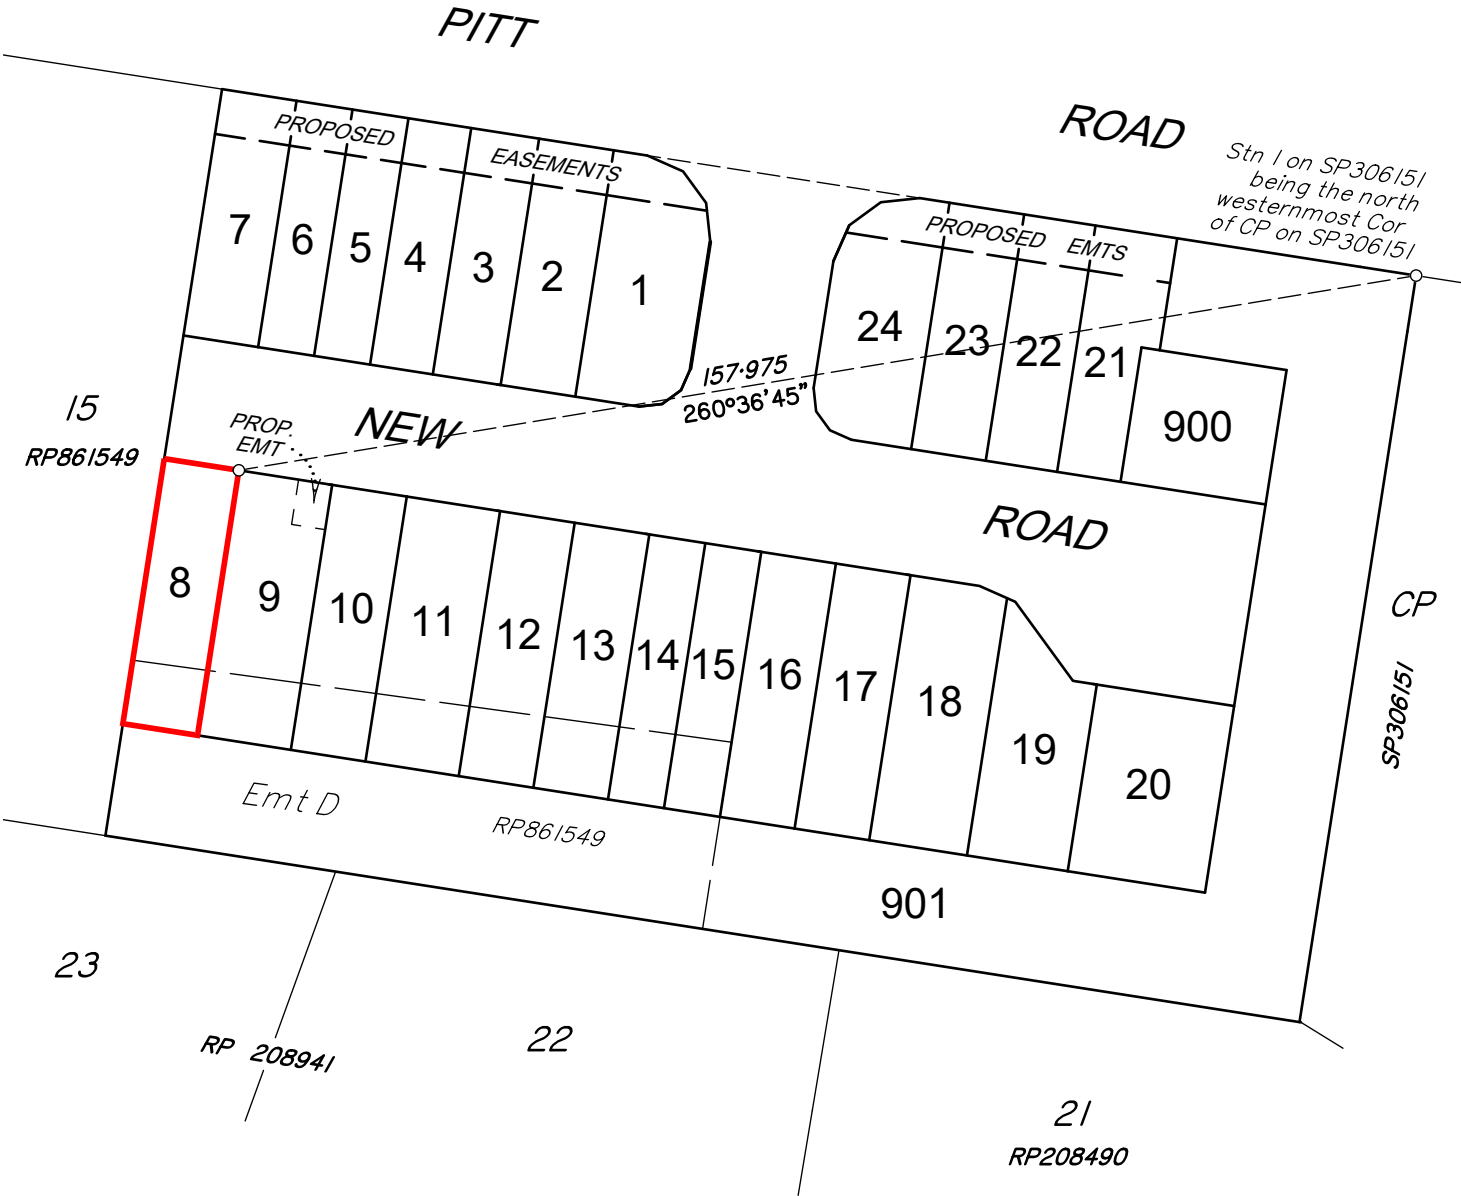 PITT
ROAD
Stn 1 on SP306151
being the north
westernmost Cor
of CP on SP306151
PROPOSED
EASEMENTS
PROPOSED EMTS
7
6
5
4
3
2
1
24
23
22
21
900
157·975
260°36'45"
15
RP861549
PROP.
EMT
NEW
ROAD
8
9
10
11
12
13
14
15
16
17
18
19
20
CP
SP306151
Emt D
RP861549
901
23
RP 208941
22
21
RP208490